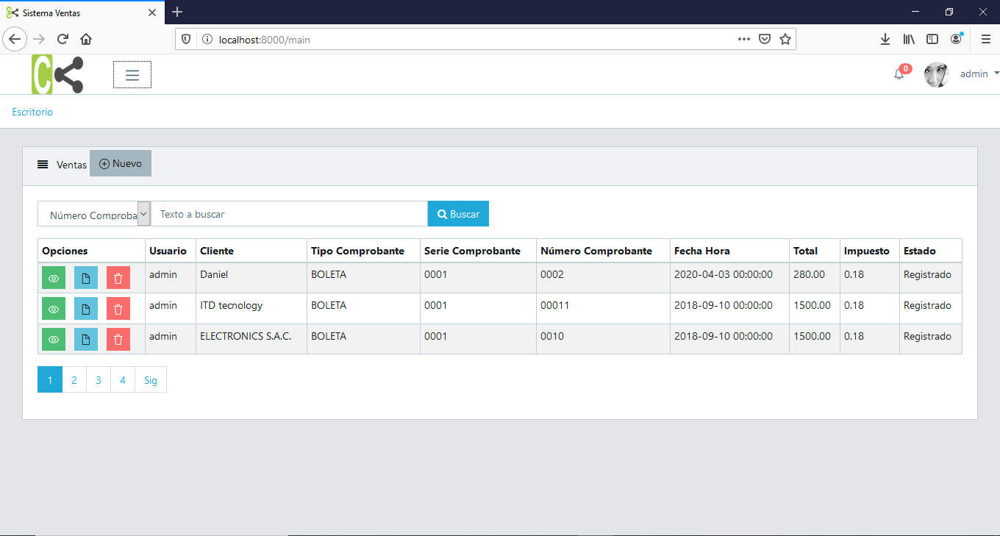 Sistema Ventas
localhost:8000/main
0
admin
Escritorio
Ventas Nuevo
Número Comproba Texto a buscar Buscar
Opciones Usuario Cliente Tipo Comprobante Serie Comprobante Número Comprobante Fecha Hora Total Impuesto Estado
admin Daniel BOLETA 0001 0002 2020-04-03 00:00:00 280.00 0.18 Registrado
admin ITD tecnology BOLETA 0001 00011 2018-09-10 00:00:00 1500.00 0.18 Registrado
admin ELECTRONICS S.A.C. BOLETA 0001 0010 2018-09-10 00:00:00 1500.00 0.18 Registrado
1 2 3 4 Sig